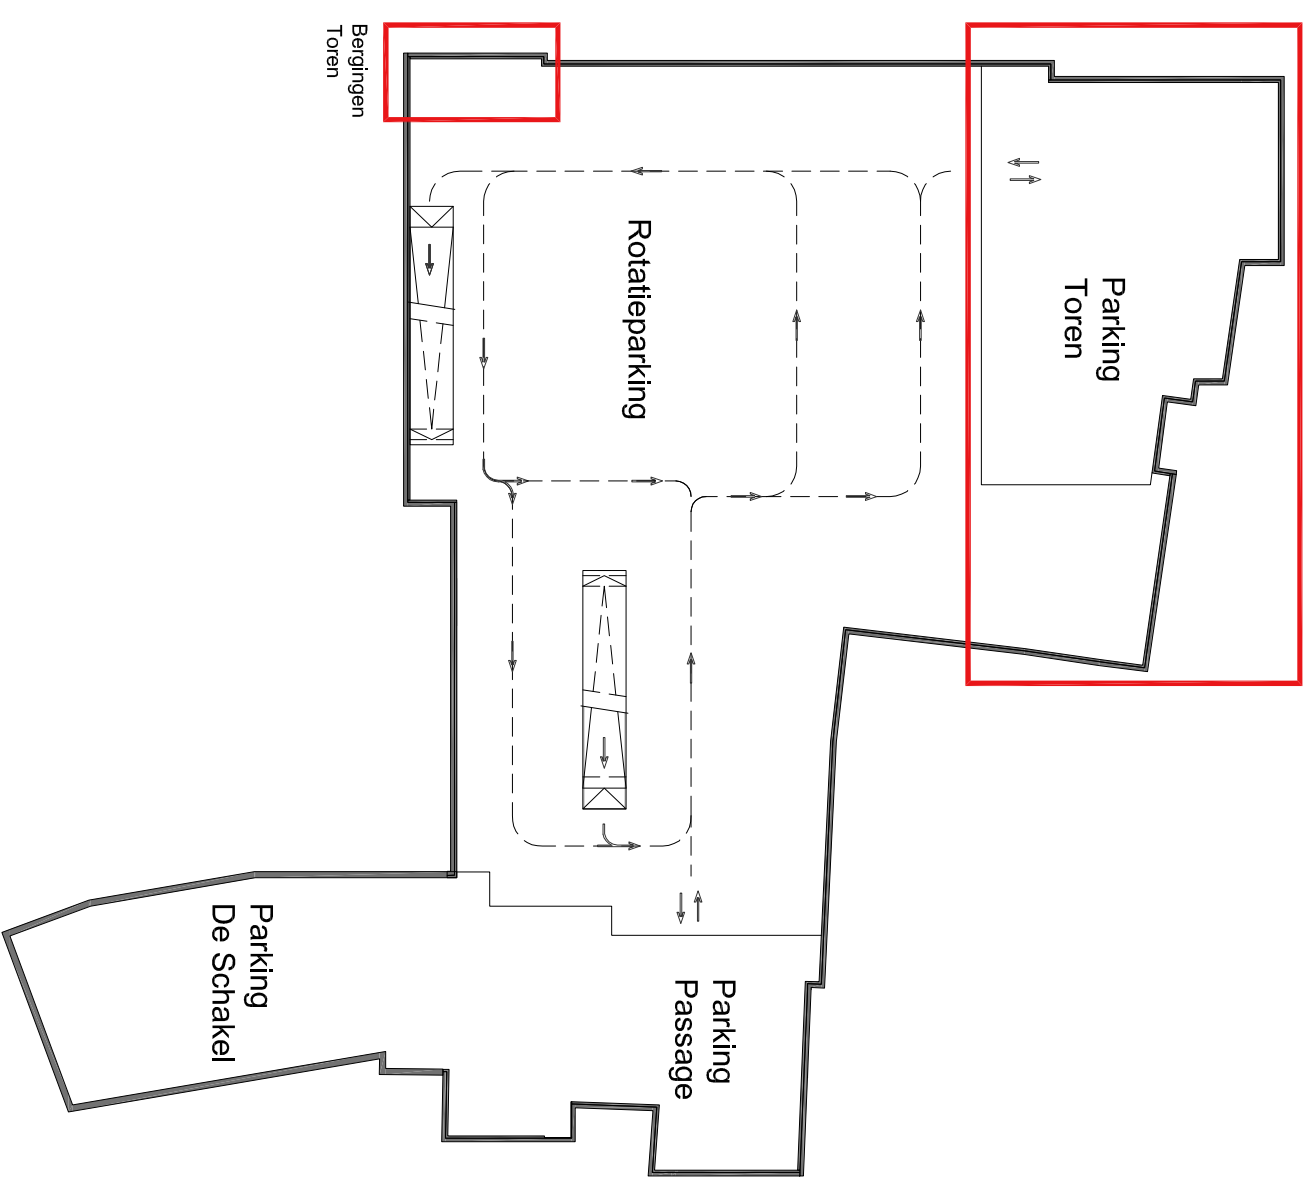 Bergingen
Toren
Rotatieparking
Parking
Toren
Parking
De Schakel
Parking
Passage